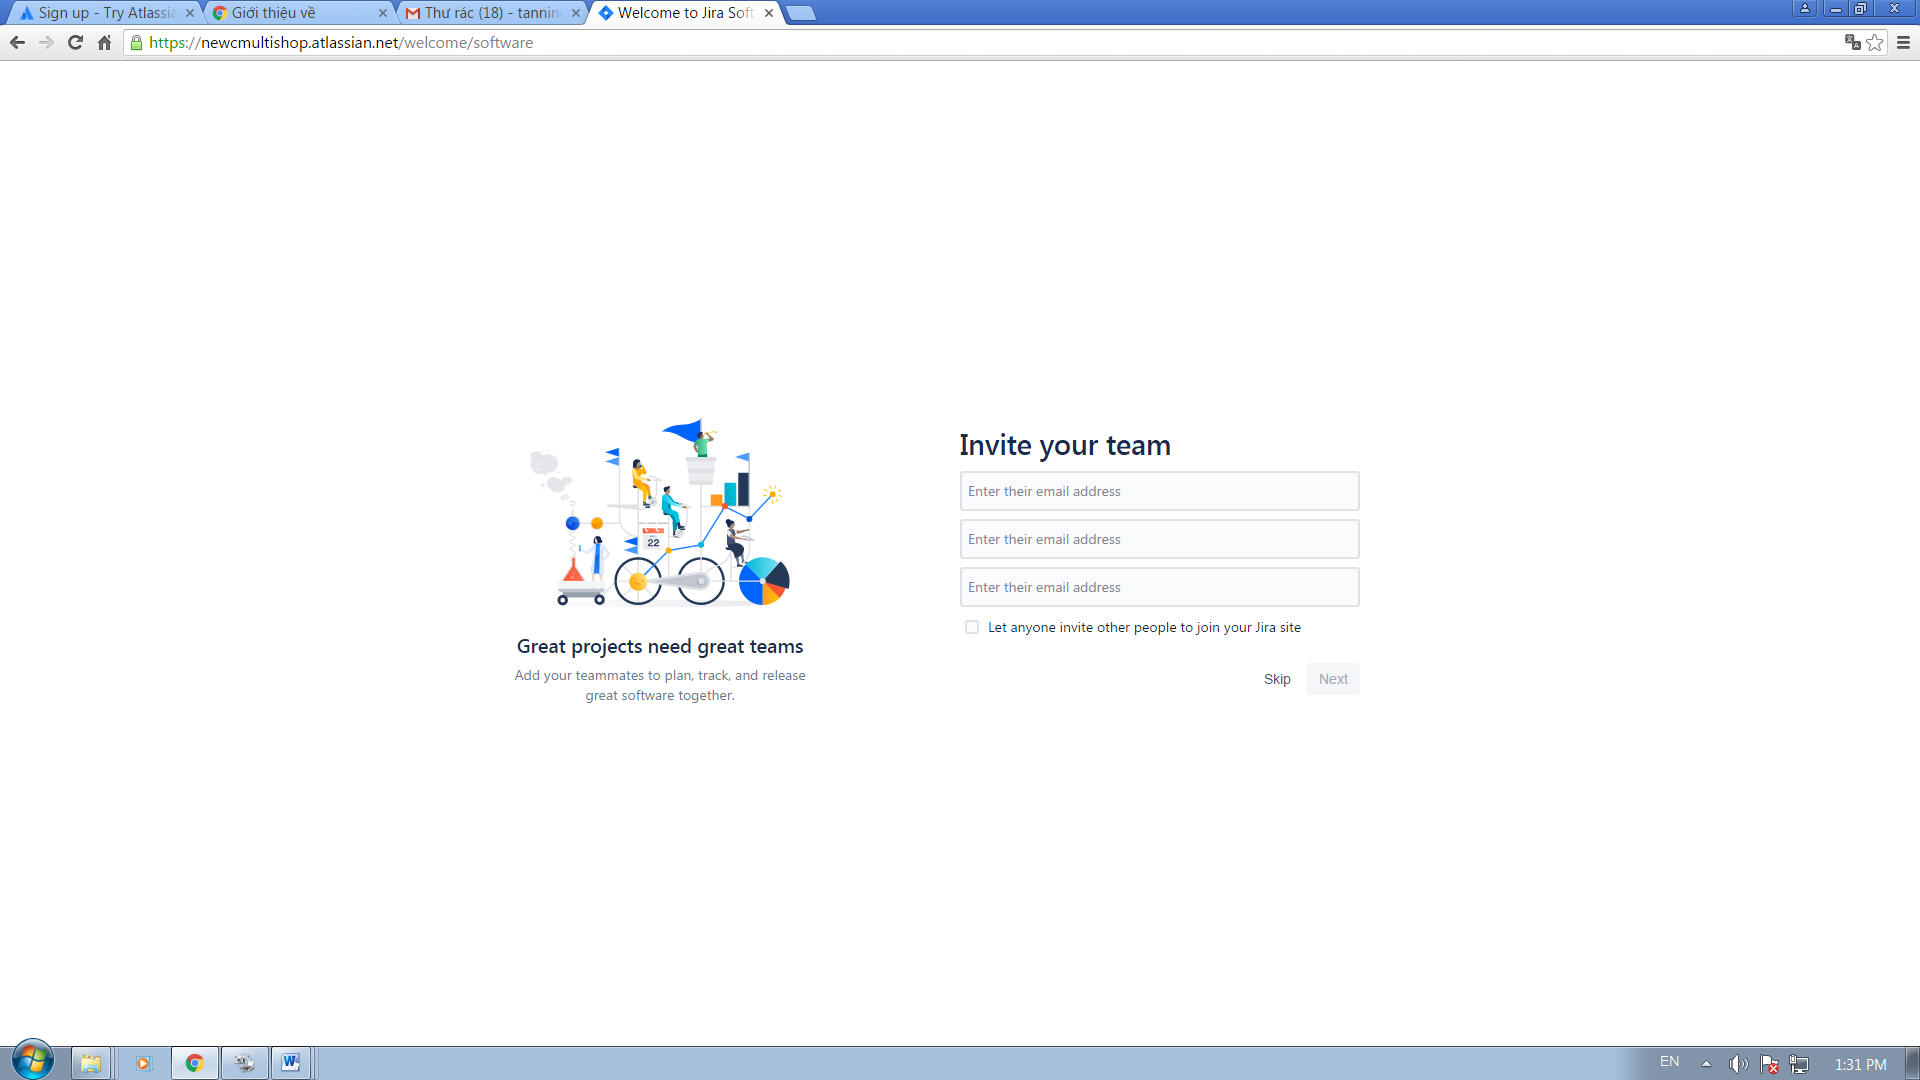 Sign up - Try Atlassia
Giới thiệu về
Thư rác (18) - tannin
Welcome to Jira Soft
https://newcmultishop.atlassian.net/welcome/software
22
Great projects need great teams
Add your teammates to plan, track, and release
great software together.
Invite your team
Enter their email address
Enter their email address
Enter their email address
Let anyone invite other people to join your Jira site
Skip
Next
EN
1:31 PM